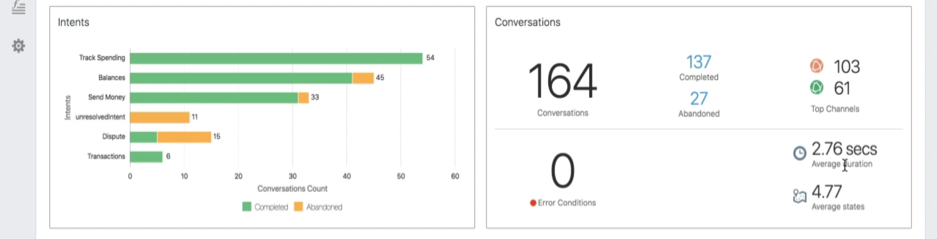 Intents
Track Spending
54
Balances
45
Send Money
33
unresolvedIntent
11
Dispute
15
Transactions
6
Intents
0 10 20 30 40 50 60
Conversations Count
Completed Abandoned
Conversations
164
Conversations
137
Completed
27
Abandoned
103
61
Top Channels
0
Error Conditions
2.76 secs
Average duration
4.77
Average states